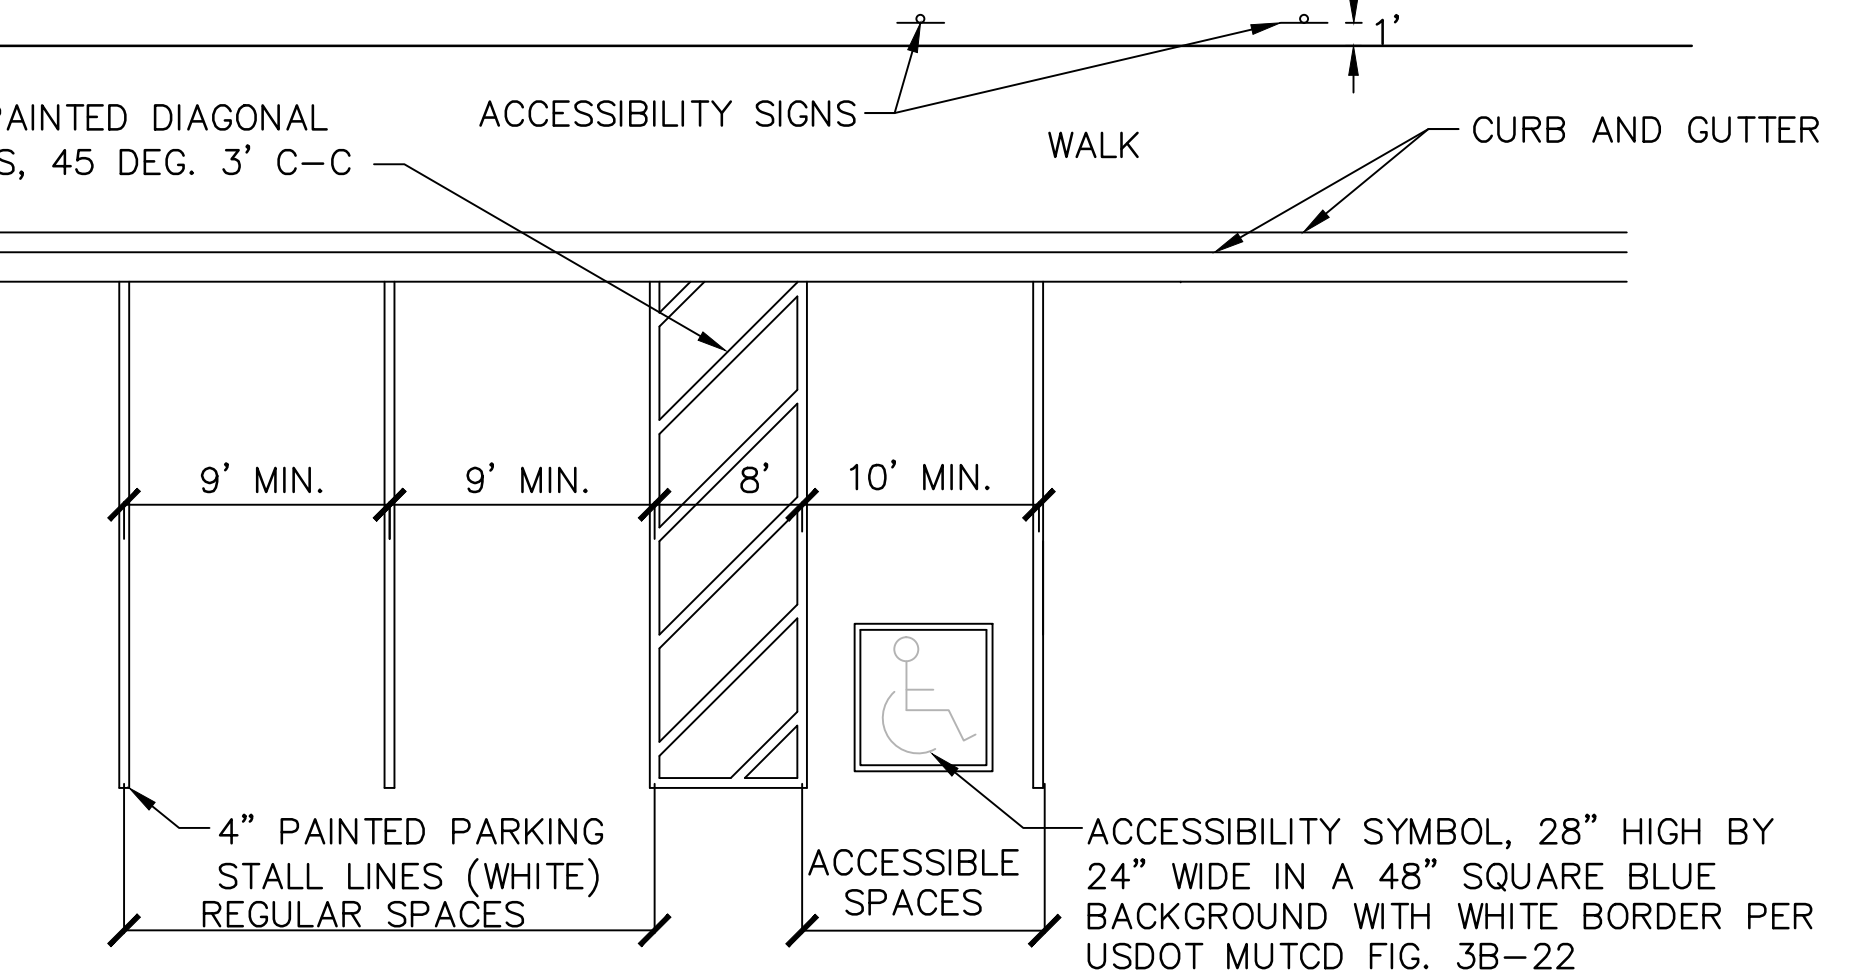 1’
ACCESSIBILITY SIGNS
WALK
CURB AND GUTTER
AINTED DIAGONAL
S, 45 DEG. 3’ C-C
9’ MIN.
9’ MIN.
8’
10’ MIN.
4” PAINTED PARKING
STALL LINES (WHITE)
REGULAR SPACES
ACCESSIBLE
SPACES
ACCESSIBILITY SYMBOL, 28” HIGH BY
24” WIDE IN A 48” SQUARE BLUE
BACKGROUND WITH WHITE BORDER PER
USDOT MUTCD FIG. 3B-22